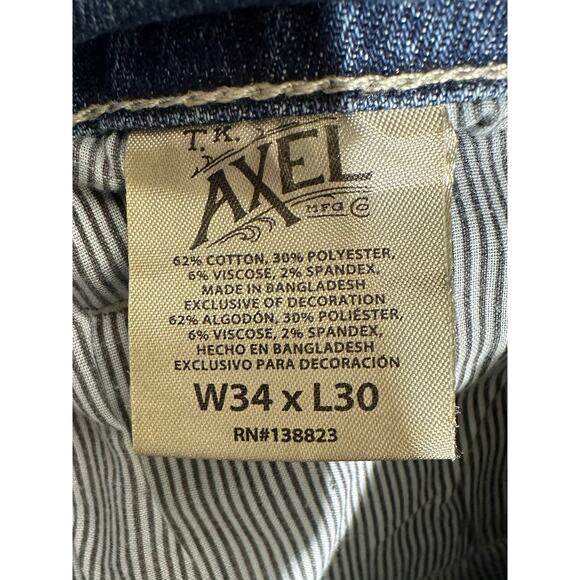 T.K.
AXEL
MFG Co
62% COTTON, 30% POLYESTER,
6% VISCOSE, 2% SPANDEX,
MADE IN BANGLADESH
EXCLUSIVE OF DECORATION
62% ALGODÓN, 30% POLIÉSTER,
6% VISCOSE, 2% SPANDEX,
HECHO EN BANGLADESH
EXCLUSIVO PARA DECORACIÓN
W34 x L30
RN#138823